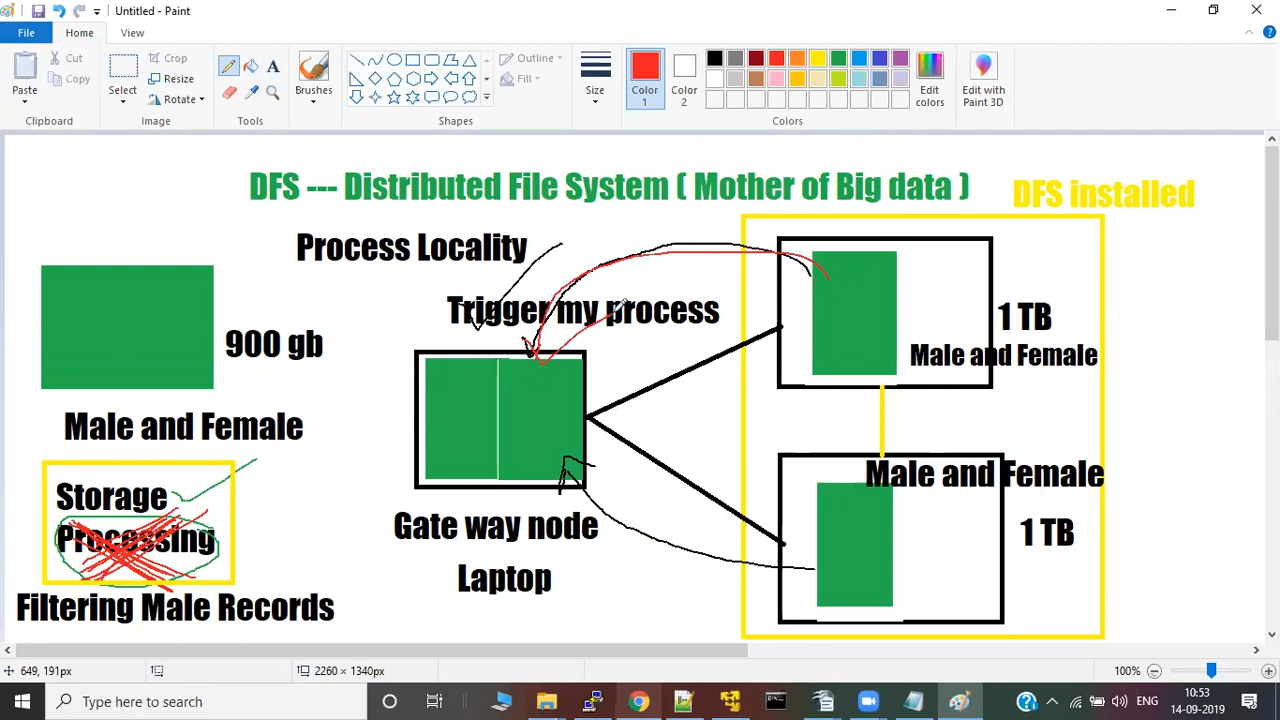 Untitled - Paint
File
Home
View
Paste
Cut
Copy
Clipboard
Select
Crop
Resize
Rotate
Image
A
Tools
Brushes
Shapes
Outline
Fill
Size
Color 1
Color 2
Colors
Edit colors
Edit with Paint 3D
DFS --- Distributed File System ( Mother of Big data )
DFS installed
Process Locality
Trigger my process
900 gb
1 TB
Male and Female
Male and Female
Male and Female
Storage
Processing
1 TB
Gate way node
Laptop
Filtering Male Records
649, 191px
2260 × 1340px
100%
Type here to search
ENG
10:53
14-09-2019